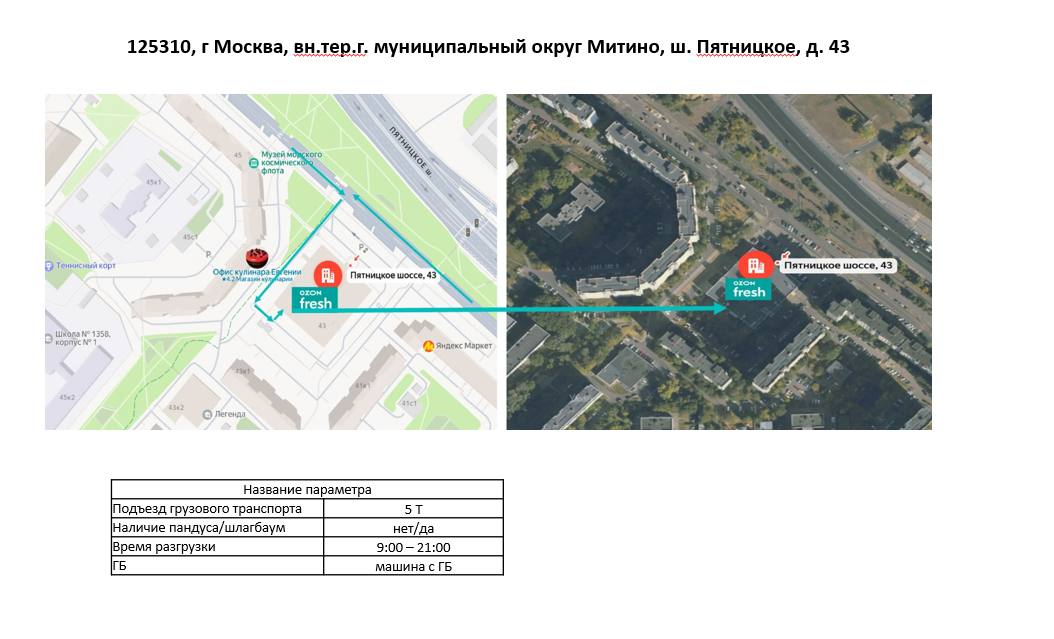 125310, г Москва, вн.тер.г. муниципальный округ Митино, ш. Пятницкое, д. 43
ПЯТНИЦКОЕ Ш.
45
Музей морского
космического
флота
45к1
45с1
P
Теннисный корт
Офис кулинара Евгении
★4.2 Магазин кулинарии
P
Пятницкое шоссе, 43
OZON
fresh
43
Школа № 1358,
корпус № 1
Яндекс Маркет
43к1
41к1
45к2
43к2
Легенда
41с1
Пятницкое шоссе, 43
OZON
fresh
Название параметра
Подъезд грузового транспорта 5 Т
Наличие пандуса/шлагбаум нет/да
Время разгрузки 9:00 – 21:00
ГБ машина с ГБ